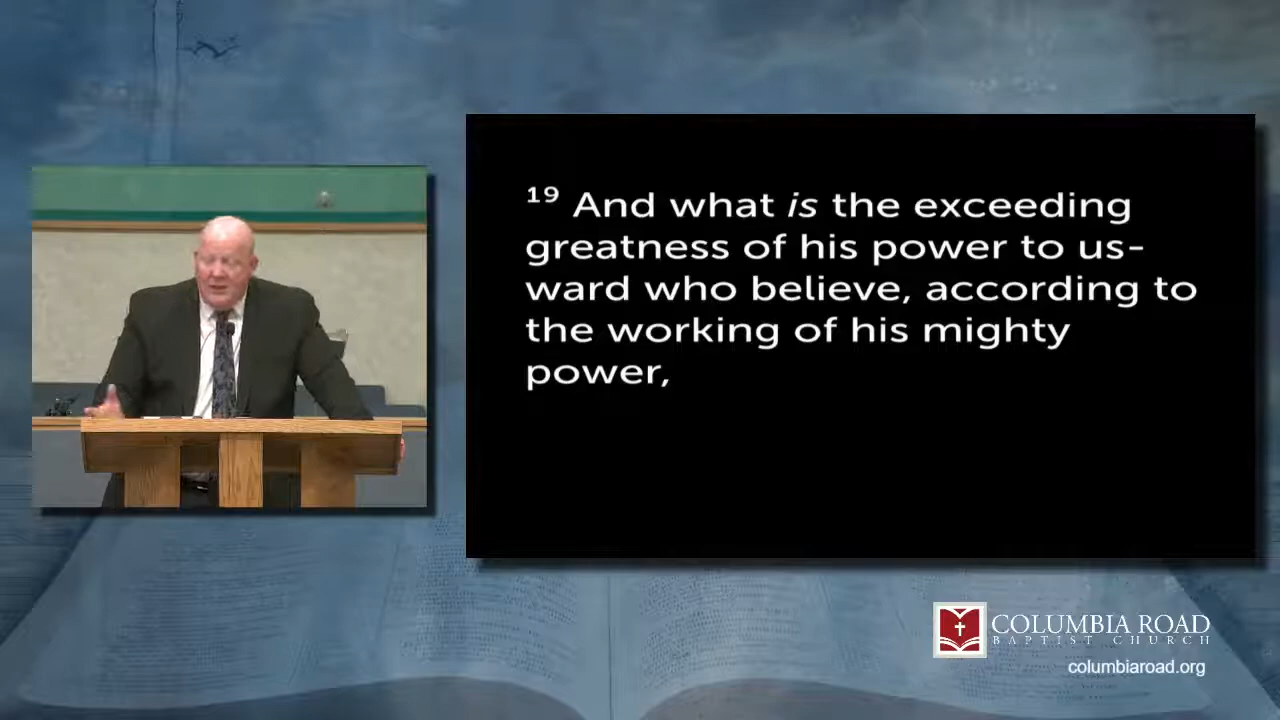 19 And what is the exceeding
greatness of his power to us-
ward who believe, according to
the working of his mighty
power,
COLUMBIA ROAD
BAPTIST CHURCH
columbiaroad.org